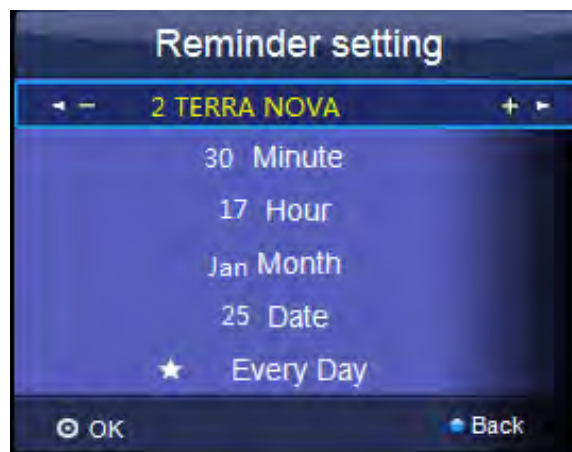 Reminder setting
2 TERRA NOVA
30 Minute
17 Hour
Jan Month
25 Date
Every Day
OK Back